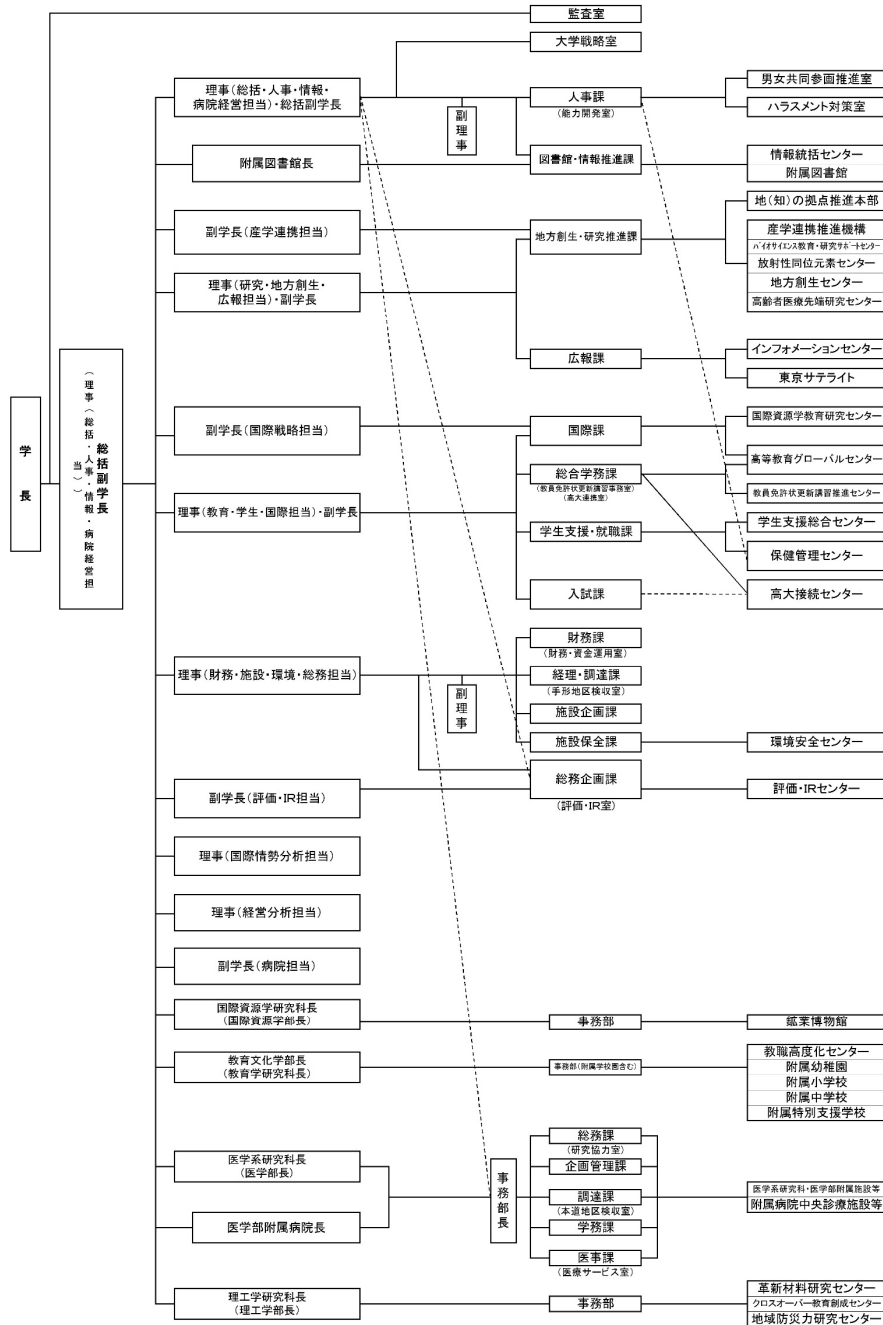 監査室
大学戦略室
理事(総括・人事・情報・
病院経営担当)・総括副学長
副理事
人事課
(能力開発室)
男女共同参画推進室
ハラスメント対策室
附属図書館長
図書館・情報推進課
情報統括センター
附属図書館
副学長(産学連携担当)
地方創生・研究推進課
地(知)の拠点推進本部
産学連携推進機構
バイオサイエンス教育・研究サポートセンター
放射性同位元素センター
地方創生センター
高齢者医療先端研究センター
理事(研究・地方創生・
広報担当)・副学長
広報課
インフォメーションセンター
東京サテライト
学長
総括副学長
(理事(総括・人事・情報・病院経営担
当))
副学長(国際戦略担当)
国際課
国際資源学教育研究センター
高等教育グローバルセンター
総合学務課
(教員免許状更新講習事務室)
(高大連携室)
教員免許状更新講習推進センター
理事(教育・学生・国際担当)・副学長
学生支援・就職課
学生支援総合センター
保健管理センター
入試課
高大接続センター
財務課
(財務・資金運用室)
理事(財務・施設・環境・総務担当)
副理事
経理・調達課
(手形地区検収室)
施設企画課
施設保全課
環境安全センター
総務企画課
(評価・IR室)
副学長(評価・IR担当)
評価・IRセンター
理事(国際情勢分析担当)
理事(経営分析担当)
副学長(病院担当)
国際資源学研究科長
(国際資源学部長)
事務部
鉱業博物館
教育文化学部長
(教育学研究科長)
事務部(附属学校園含む)
教職高度化センター
附属幼稚園
附属小学校
附属中学校
附属特別支援学校
医学系研究科長
(医学部長)
医学部附属病院長
事務部長
総務課
(研究協力室)
企画管理課
調達課
(本道地区検収室)
学務課
医事課
(医療サービス室)
医学系研究科・医学部附属施設等
附属病院中央診療施設等
理工学研究科長
(理工学部長)
事務部
革新材料研究センター
クロスオーバー教育創成センター
地域防災力研究センター